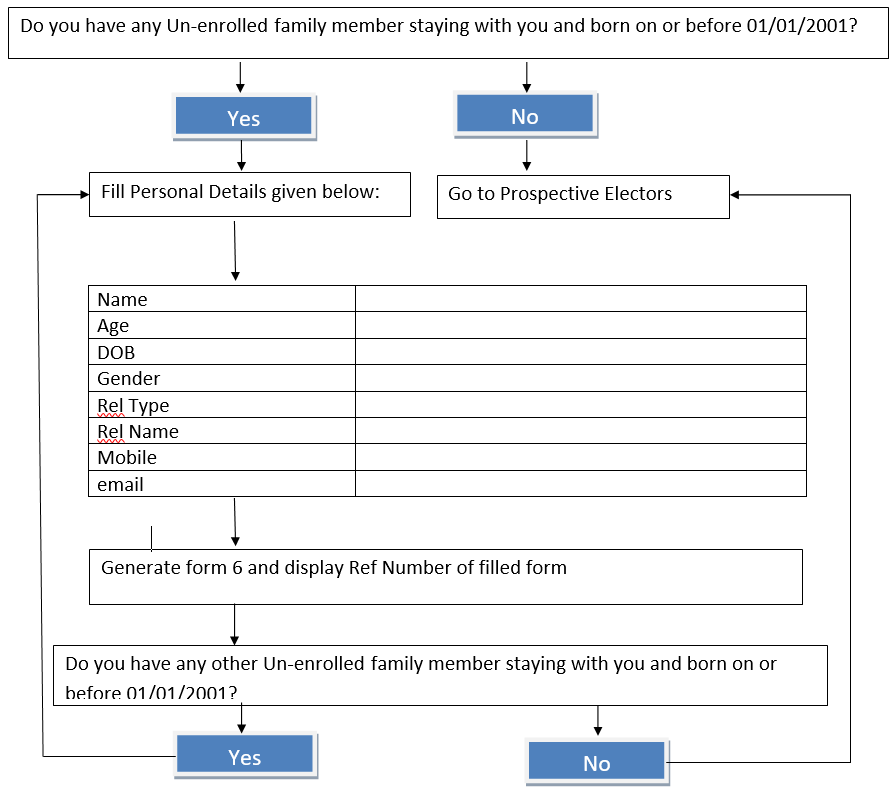 Do you have any Un-enrolled family member staying with you and born on or before 01/01/2001?
Yes
No
Fill Personal Details given below:
Go to Prospective Electors
Name
Age
DOB
Gender
Rel Type
Rel Name
Mobile
email
Generate form 6 and display Ref Number of filled form
Do you have any other Un-enrolled family member staying with you and born on or
before 01/01/2001?
Yes
No